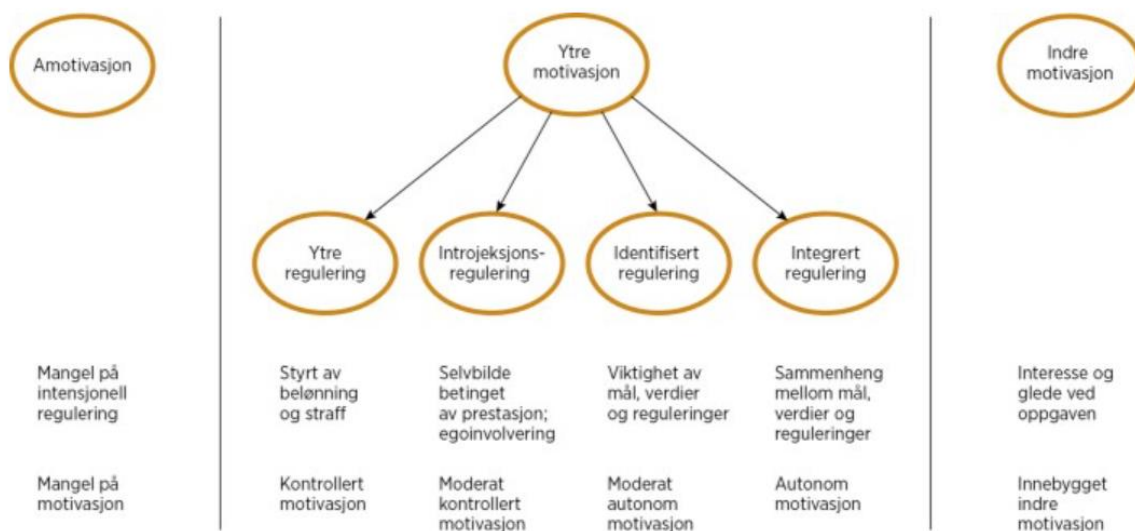 Amotivasjon
Ytre
motivasjon
Indre
motivasjon
Ytre
regulering
Introjeksjons-
regulering
Identifisert
regulering
Integrert
regulering
Mangel på
intensjonell
regulering
Styrt av
belønning
og straff
Selvbilde
betinget
av prestasjon;
egoinvolvering
Viktighet av
mål, verdier
og reguleringer
Sammenheng
mellom mål,
verdier og
reguleringer
Interesse og
glede ved
oppgaven
Mangel på
motivasjon
Kontrollert
motivasjon
Moderat
kontrollert
motivasjon
Moderat
autonom
motivasjon
Autonom
motivasjon
Innebygget
indre
motivasjon